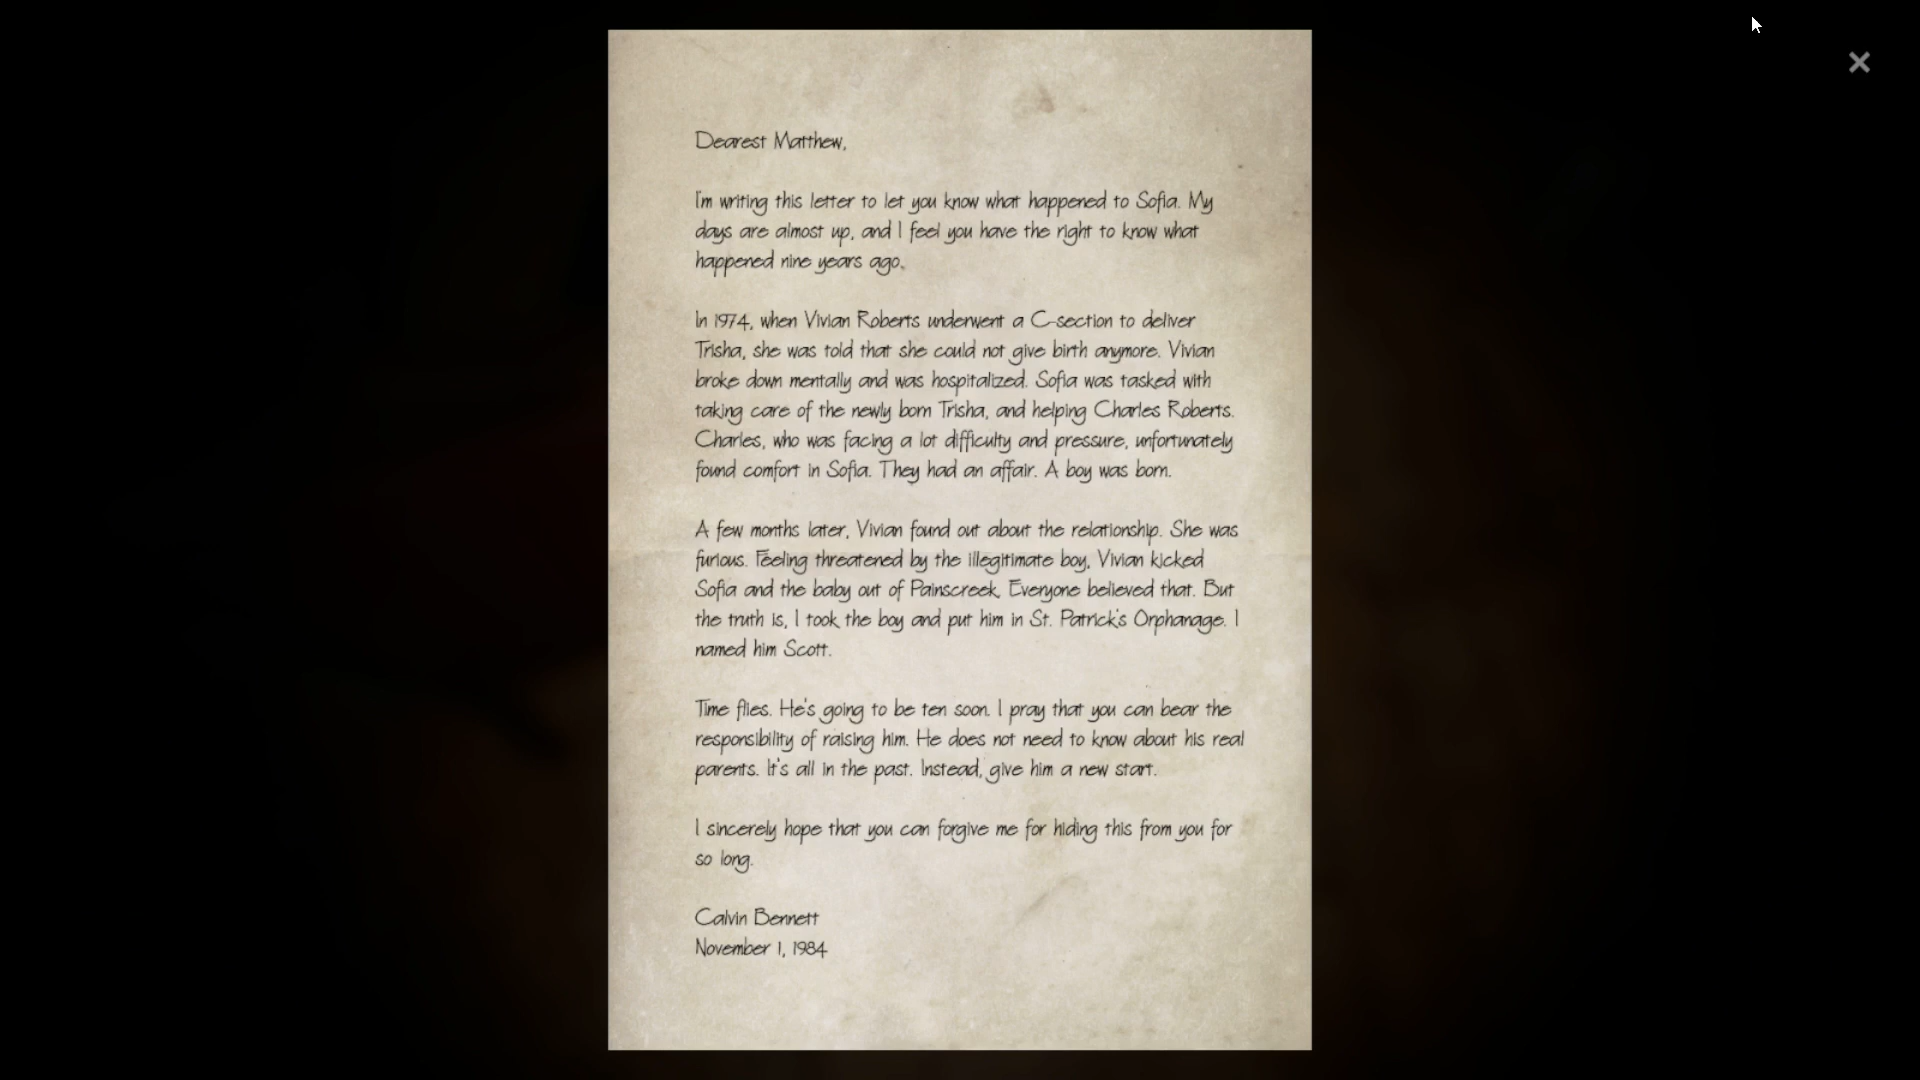 Dearest Matthew,
I'm writing this letter to let you know what happened to Sofia. My
days are almost up, and I feel you have the right to know what
happened nine years ago.
In 1974, when Vivian Roberts underwent a C-section to deliver
Trisha, she was told that she could not give birth anymore. Vivian
broke down mentally and was hospitalized. Sofia was tasked with
taking care of the newly born Trisha, and helping Charles Roberts.
Charles, who was facing a lot difficulty and pressure, unfortunately
found comfort in Sofia. They had an affair. A boy was born.
A few months later, Vivian found out about the relationship. She was
furious. Feeling threatened by the illegitimate boy, Vivian kicked
Sofia and the baby out of Painscreek. Everyone believed that. But
the truth is, I took the boy and put him in St. Patrick's Orphanage. I
named him Scott.
Time flies. He's going to be ten soon. I pray that you can bear the
responsibility of raising him. He does not need to know about his real
parents. It's all in the past. Instead, give him a new start.
I sincerely hope that you can forgive me for hiding this from you for
so long.
Calvin Bennett
November 1, 1984